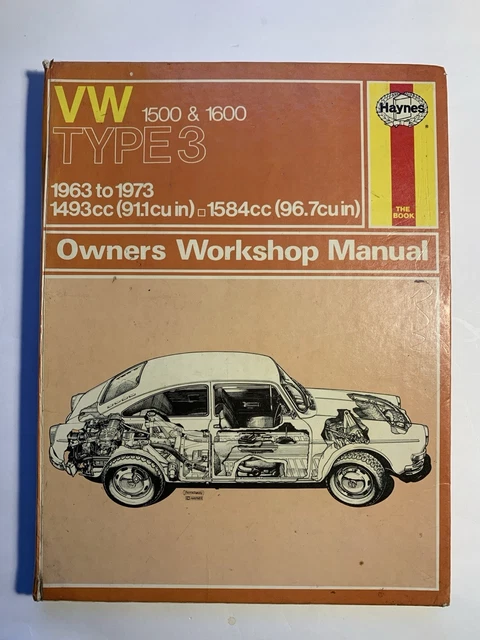 VW 1500 & 1600
TYPE 3
Haynes
THE
BOOK
1963 to 1973
1493cc (91.1cu in) □ 1584cc (96.7cu in)
Owners Workshop Manual